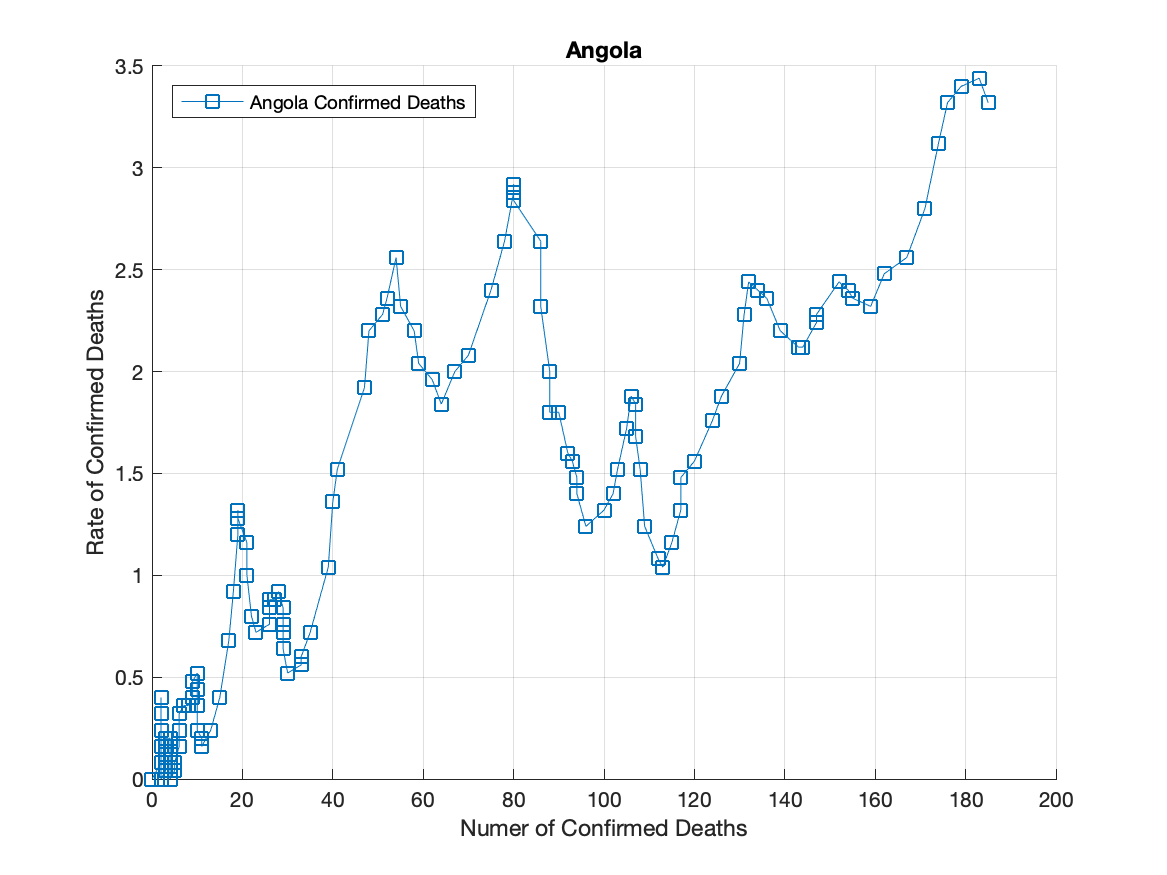 Angola
Angola Confirmed Deaths
3.5
3
2.5
2
1.5
1
0.5
0
Rate of Confirmed Deaths
0 20 40 60 80 100 120 140 160 180 200
Numer of Confirmed Deaths